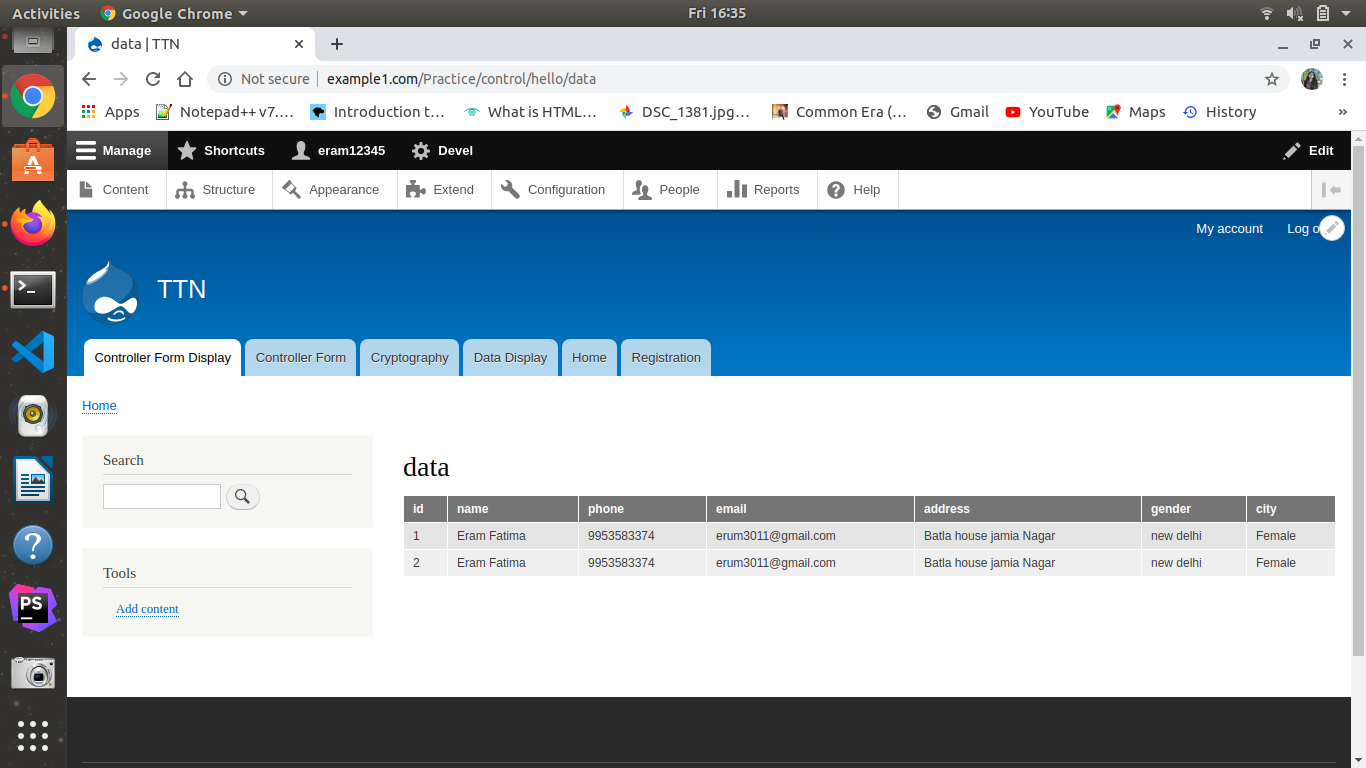 Activities Google Chrome Fri 16:35
data | TTN
Not secure example1.com/Practice/control/hello/data
Apps Notepad++ v7.… Introduction t… What is HTML… DSC_1381.jpg… Common Era (… Gmail YouTube Maps History »
Manage Shortcuts eram12345 Devel Edit
Content Structure Appearance Extend Configuration People Reports Help
My account Log o
TTN
Controller Form Display Controller Form Cryptography Data Display Home Registration
Home
Search
data
id name phone email address gender city
1 Eram Fatima 9953583374 erum3011@gmail.com Batla house jamia Nagar new delhi Female
2 Eram Fatima 9953583374 erum3011@gmail.com Batla house jamia Nagar new delhi Female
Tools
Add content
PS